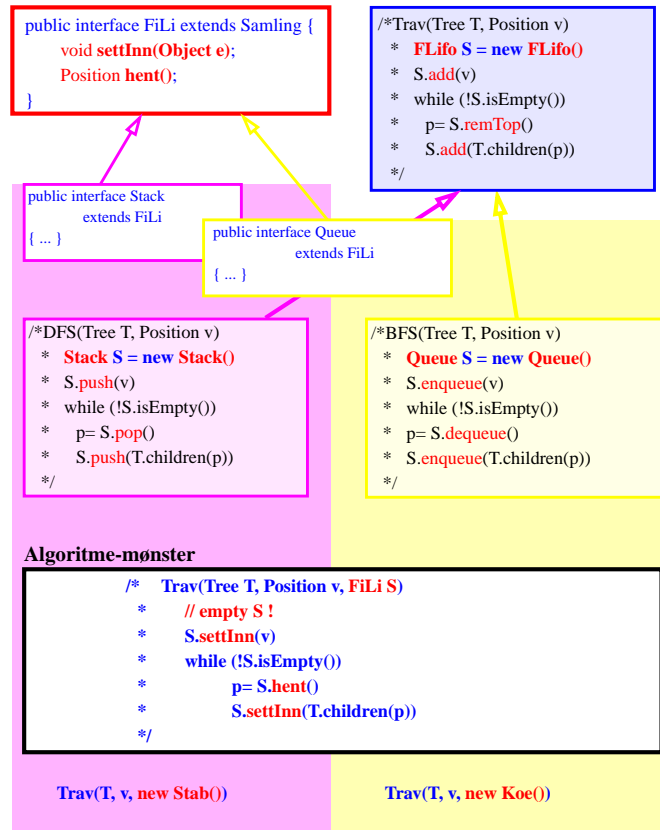 public interface FiLi extends Samling {
void settInn(Object e);
Position hent();
}
/*Trav(Tree T, Position v)
* FLifo S = new FLifo()
* S.add(v)
* while (!S.isEmpty())
* p= S.remTop()
* S.add(T.children(p))
*/
public interface Stack
extends FiLi
{ ... }
public interface Queue
extends FiLi
{ ... }
/*DFS(Tree T, Position v)
* Stack S = new Stack()
* S.push(v)
* while (!S.isEmpty())
* p= S.pop()
* S.push(T.children(p))
*/
/*BFS(Tree T, Position v)
* Queue S = new Queue()
* S.enqueue(v)
* while (!S.isEmpty())
* p= S.dequeue()
* S.enqueue(T.children(p))
*/
Algoritme-mønster
/* Trav(Tree T, Position v, FiLi S)
* // empty S !
* S.settInn(v)
* while (!S.isEmpty())
* p= S.hent()
* S.settInn(T.children(p))
*/
Trav(T, v, new Stab())
Trav(T, v, new Koe())